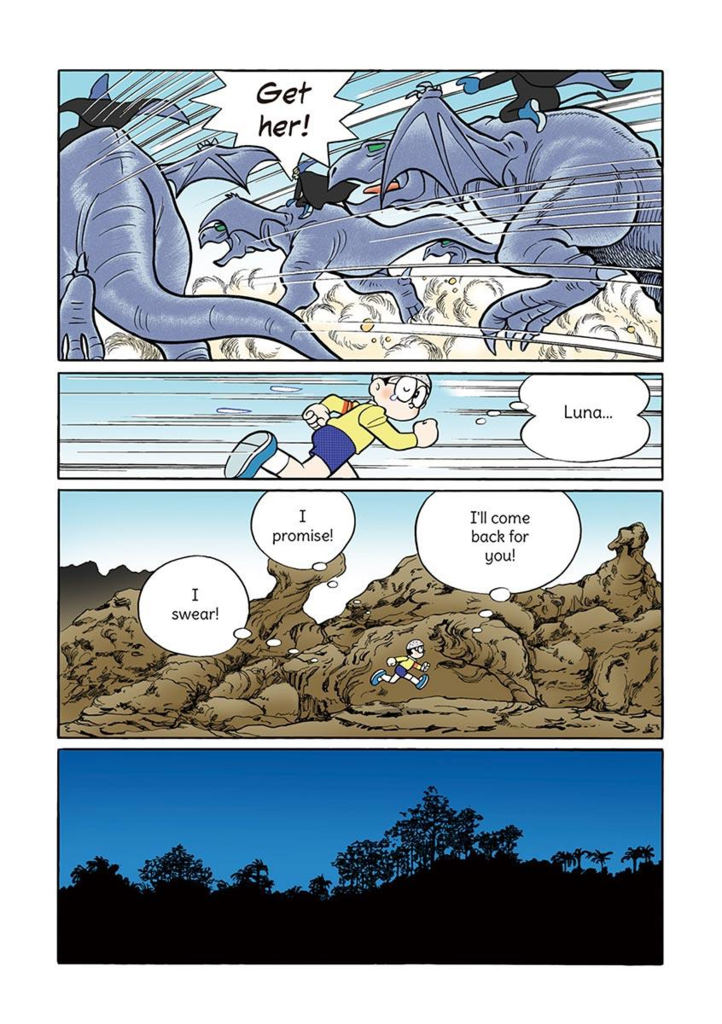 Get
her!
Luna...
I
promise!
I'll come
back for
you!
I
swear!